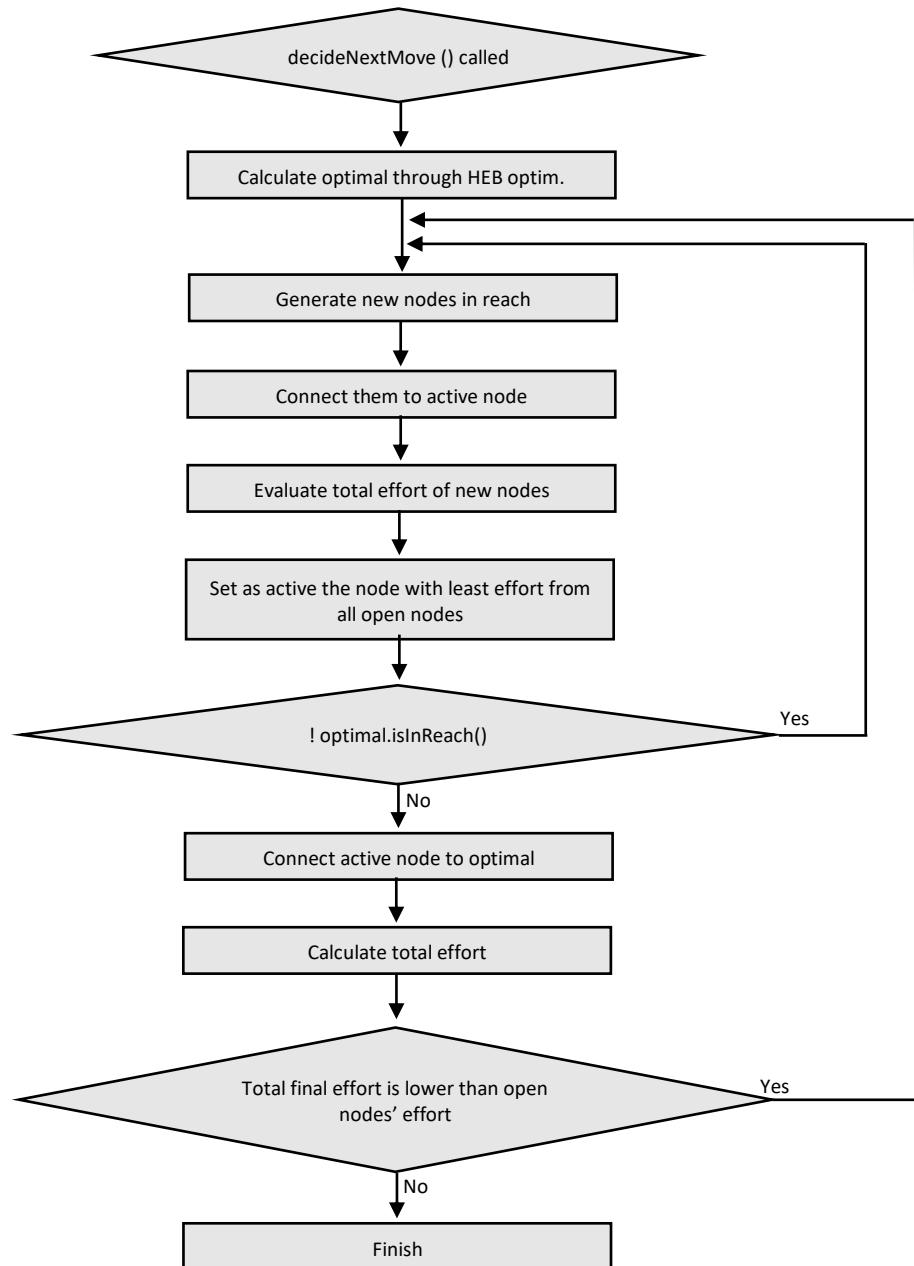 decideNextMove () called
Calculate optimal through HEB optim.
Generate new nodes in reach
Connect them to active node
Evaluate total effort of new nodes
Set as active the node with least effort from
all open nodes
! optimal.isInReach()
Yes
No
Connect active node to optimal
Calculate total effort
Total final effort is lower than open
nodes’ effort
Yes
No
Finish